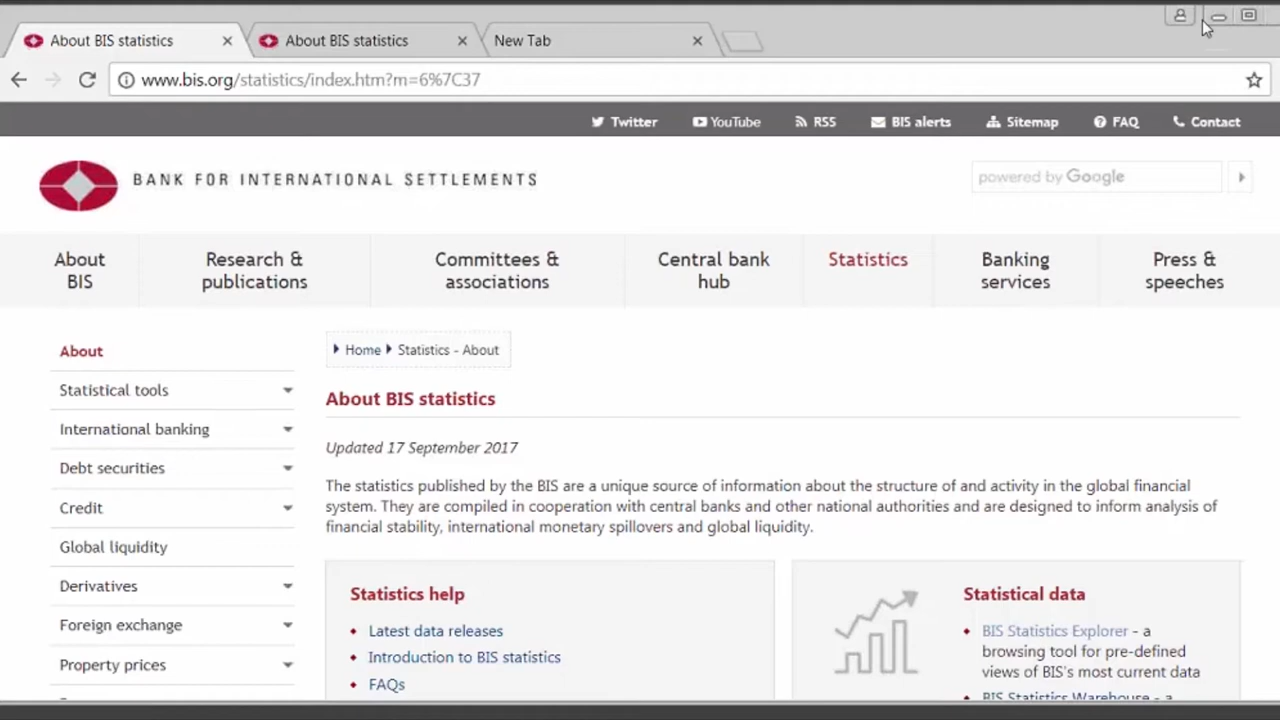 About BIS statistics
About BIS statistics
New Tab
www.bis.org/statistics/index.htm?m=6%7C37
Twitter
YouTube
RSS
BIS alerts
Sitemap
FAQ
Contact
BANK FOR INTERNATIONAL SETTLEMENTS
powered by Google
About
BIS
Research &
publications
Committees &
associations
Central bank
hub
Statistics
Banking
services
Press &
speeches
About
Statistical tools
International banking
Debt securities
Credit
Global liquidity
Derivatives
Foreign exchange
Property prices
Home
Statistics - About
About BIS statistics
Updated 17 September 2017
The statistics published by the BIS are a unique source of information about the structure of and activity in the global financial
system. They are compiled in cooperation with central banks and other national authorities and are designed to inform analysis of
financial stability, international monetary spillovers and global liquidity.
Statistics help
Latest data releases
Introduction to BIS statistics
FAQs
Statistical data
BIS Statistics Explorer - a
browsing tool for pre-defined
views of BIS's most current data
BIS Statistics Warehouse - a